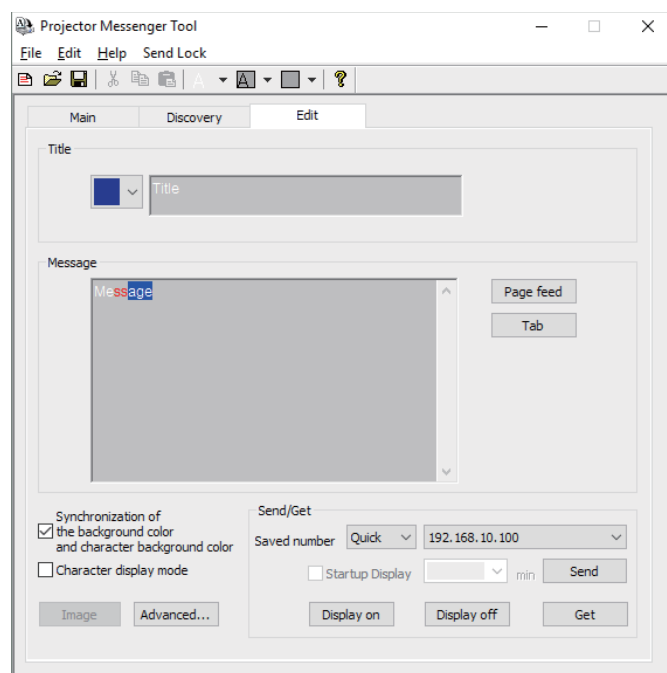 Projector Messenger Tool
File Edit Help Send Lock
A A
Main Discovery Edit
Title
Title
Message
Message
Page feed
Tab
Synchronization of
the background color
and character background color
Character display mode
Image Advanced...
Send/Get
Saved number Quick 192.168.10.100
Startup Display min Send
Display on Display off Get